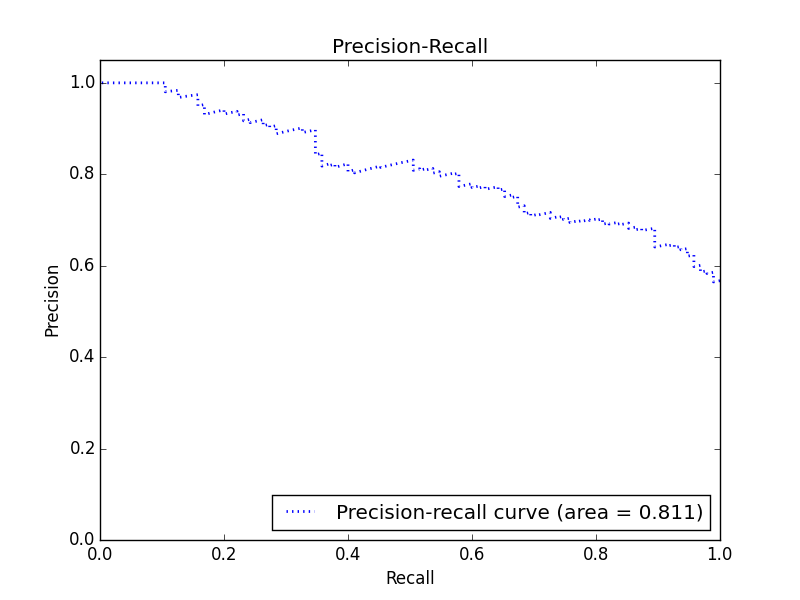 Precision-Recall
1.0
0.8
0.6
0.4
0.2
0.0
Precision
Precision-recall curve (area = 0.811)
0.0 0.2 0.4 0.6 0.8 1.0
Recall